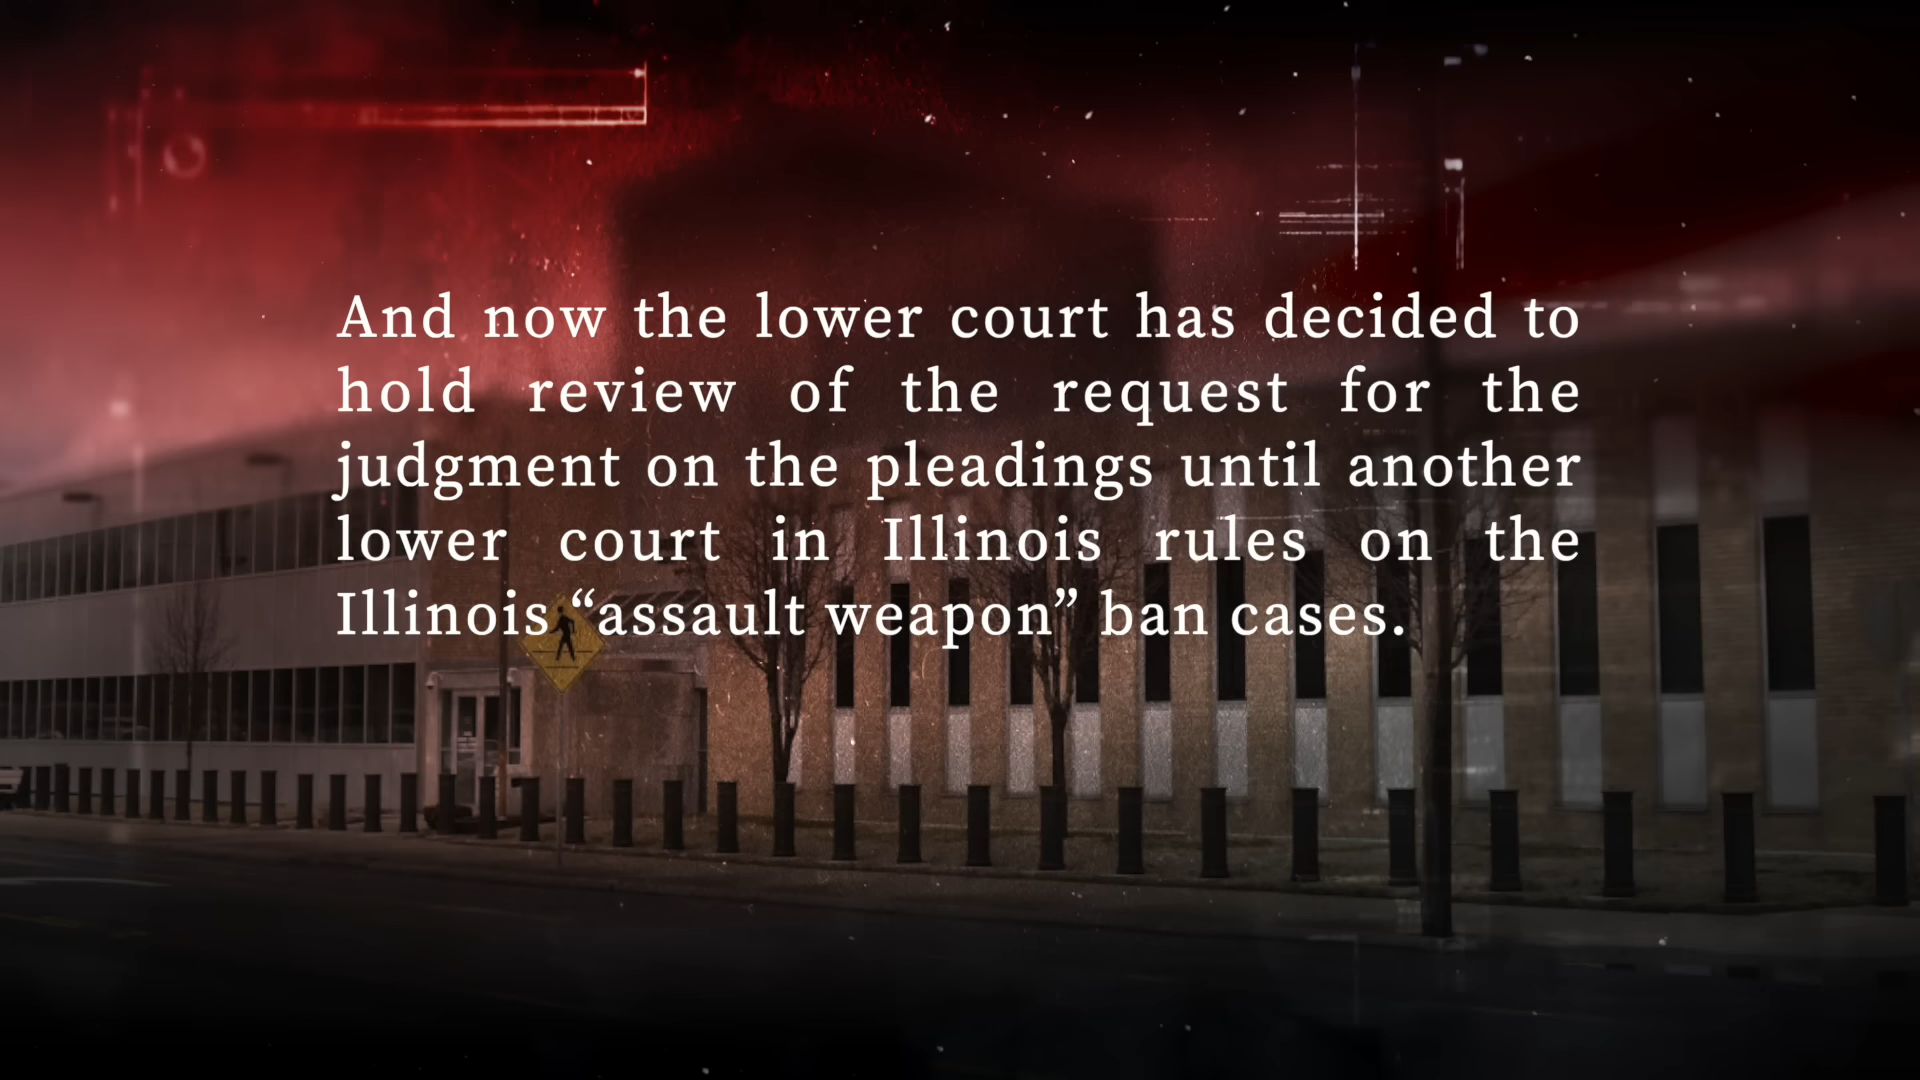 And now the lower court has decided to
hold review of the request for the
judgment on the pleadings until another
lower court in Illinois rules on the
Illinois “assault weapon” ban cases.